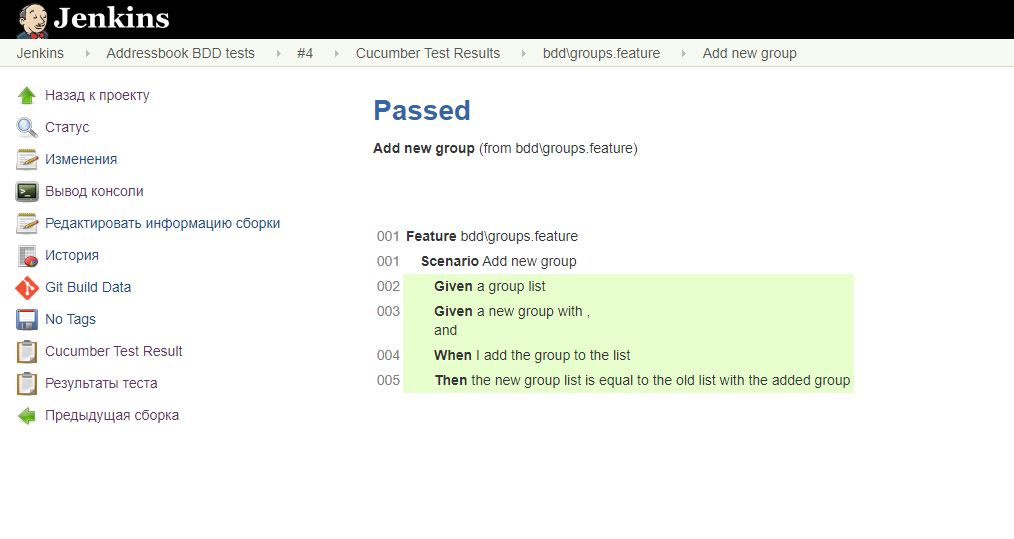 Jenkins
Jenkins Addressbook BDD tests #4 Cucumber Test Results bdd\groups.feature Add new group
Назад к проекту
Статус
Изменения
Вывод консоли
Редактировать информацию сборки
История
Git Build Data
No Tags
Cucumber Test Result
Результаты теста
Предыдущая сборка
Passed
Add new group (from bdd\groups.feature)
001 Feature bdd\groups.feature
001 Scenario Add new group
002 Given a group list
003 Given a new group with ,
and
004 When I add the group to the list
005 Then the new group list is equal to the old list with the added group